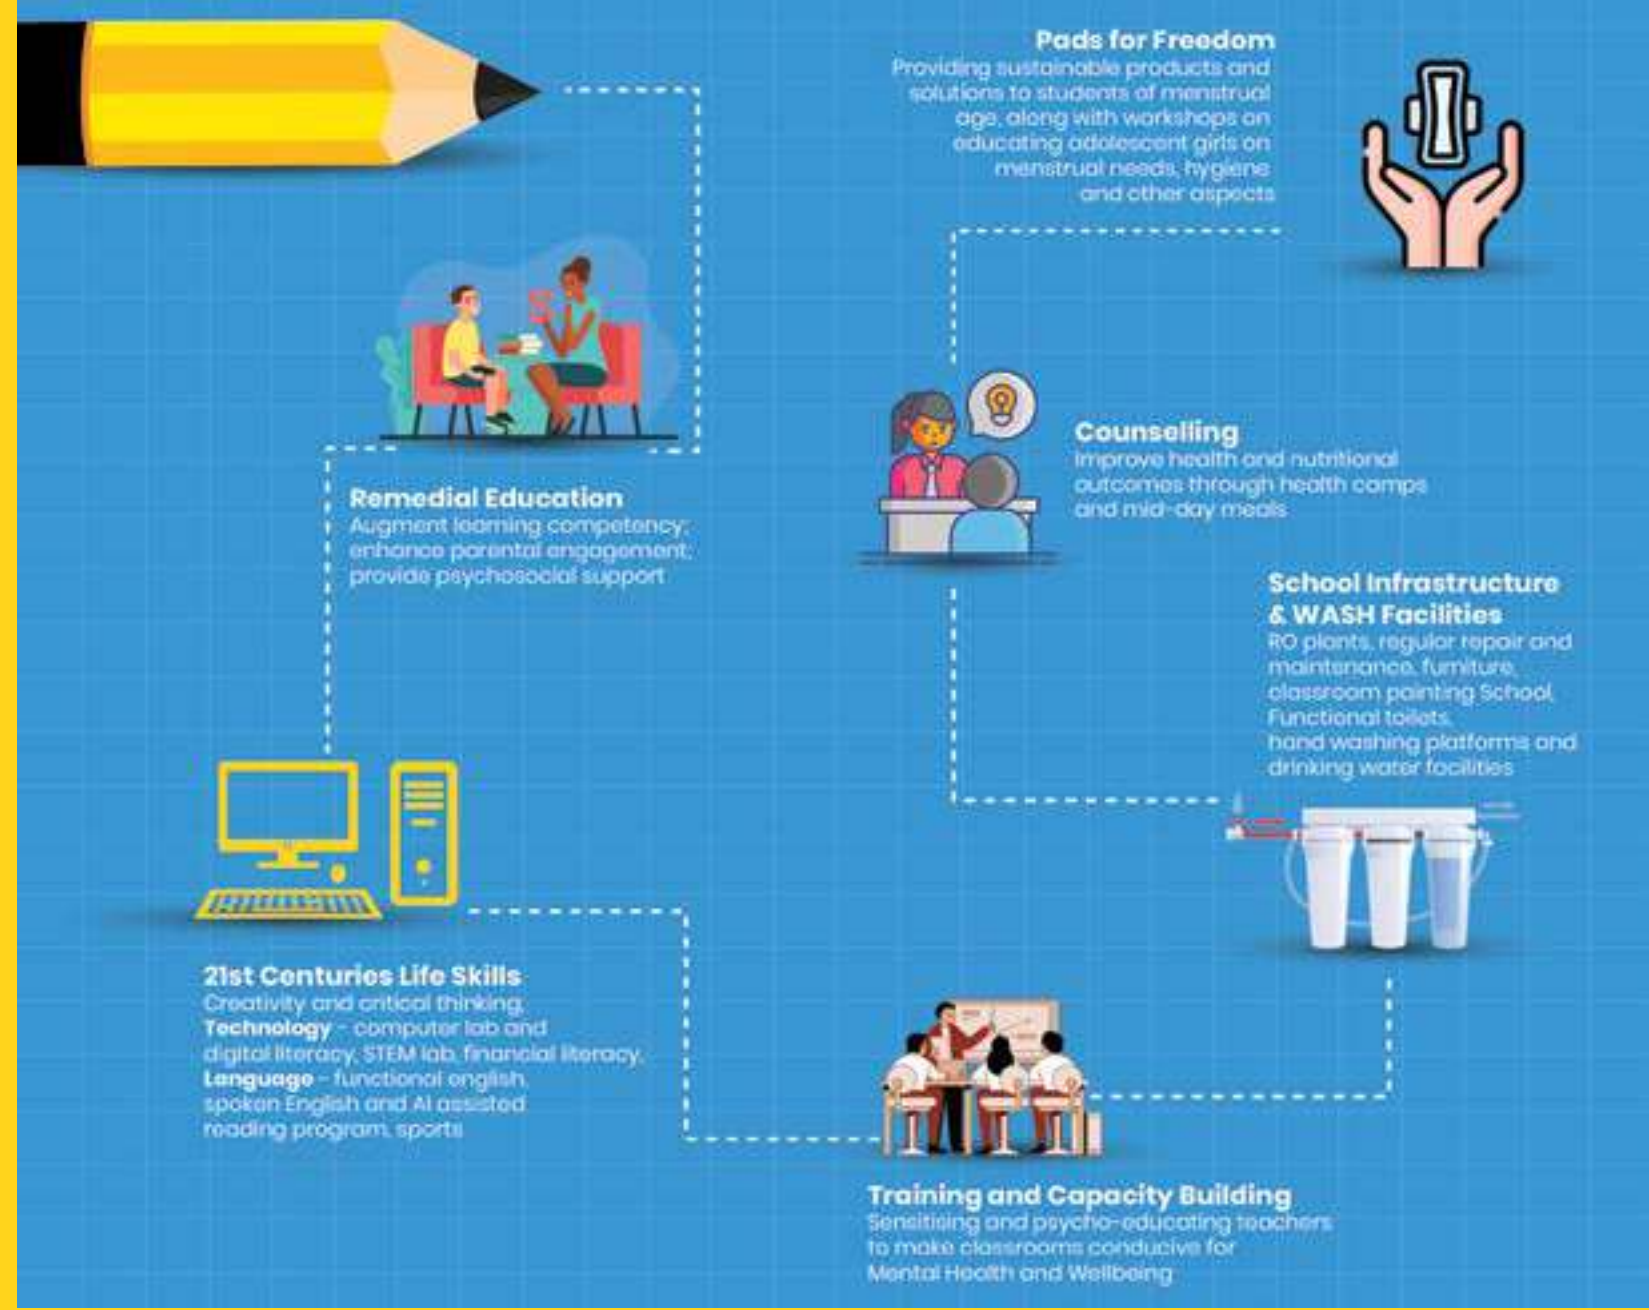 Pads for Freedom
Providing sustainable products and
solutions to students of menstrual
age, along with workshops on
educating adolescent girls on
menstrual needs, hygiene
and other aspects
Remedial Education
Augment learning competency;
enhance parental engagement;
provide psychosocial support
Counselling
Improve health and nutritional
outcomes through health camps
and mid-day meals
School Infrastructure
& WASH Facilities
RO plants, regular repair and
maintenance, furniture,
classroom painting School,
Functional toilets,
hand washing platforms and
drinking water facilities
21st Centuries Life Skills
Creativity and critical thinking,
Technology - computer lab and
digital literacy, STEM lab, financial literacy,
Language - functional english,
spoken English and AI assisted
reading program, sports
Training and Capacity Building
Sensitising and psycho-educating teachers
to make classrooms conducive for
Mental Health and Wellbeing